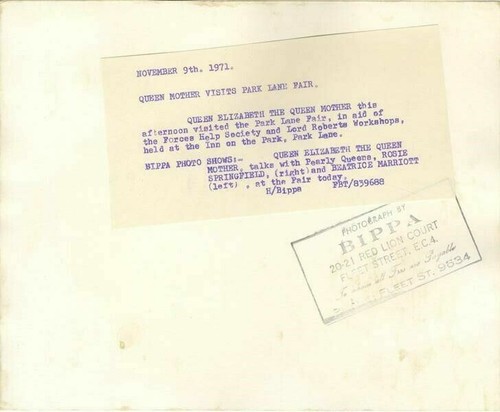 NOVEMBER 9th. 1971.
QUEEN MOTHER VISITS PARK LANE FAIR.
QUEEN ELIZABETH THE QUEEN MOTHER this
afternoon visited the Park Lane Fair, in aid of
the Forces Help Society and Lord Roberts Workshops,
held at the Inn on the Park, Park Lane.
BIPPA PHOTO SHOWS:- QUEEN ELIZABETH THE QUEEN
MOTHER, talks with Pearly Queens, ROSIE
SPRINGFIELD, (right) and BEATRICE MARRIOTT
(left), at the Fair today.
H/Bippa FBT/839688
PHOTOGRAPH BY
BIPPA
20-21 RED LION COURT
FLEET STREET, E.C.4.
FLEET ST. 9534